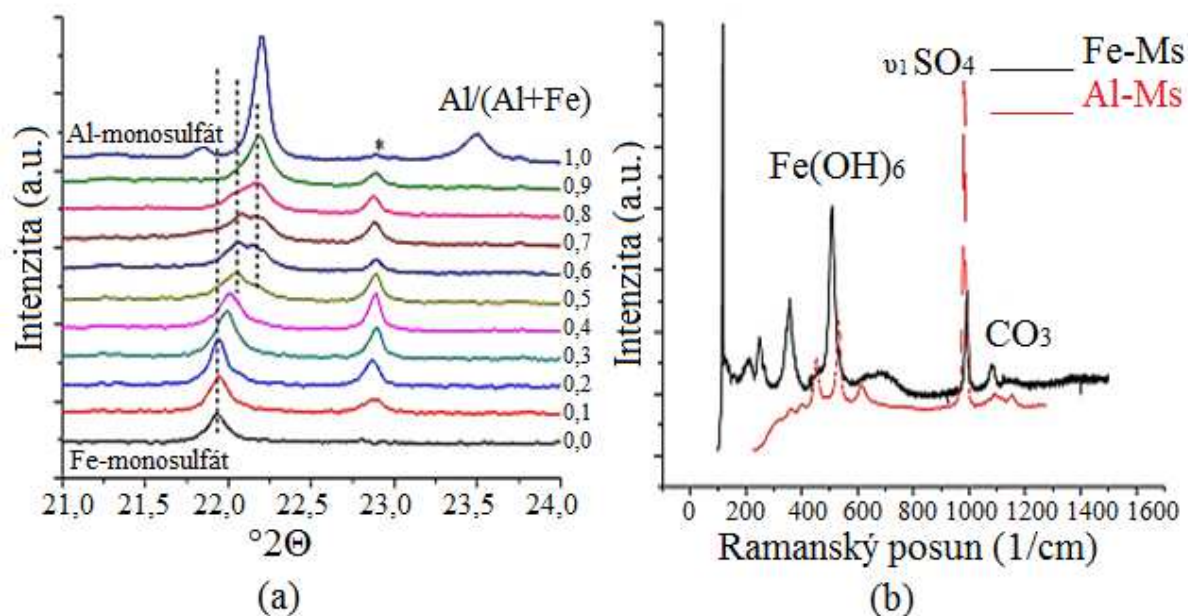 Intenzita (a.u.)
Al-monosulfát
Al/(Al+Fe)
*
1,0
0,9
0,8
0,7
0,6
0,5
0,4
0,3
0,2
0,1
0,0
Fe-monosulfát
21,0 21,5 22,0 22,5 23,0 23,5 24,0
°2Θ
(a)
Intenzita (a.u.)
υ1 SO4
Fe-Ms
Al-Ms
Fe(OH)6
CO3
0 200 400 600 800 1000 1200 1400 1600
Ramanský posun (1/cm)
(b)